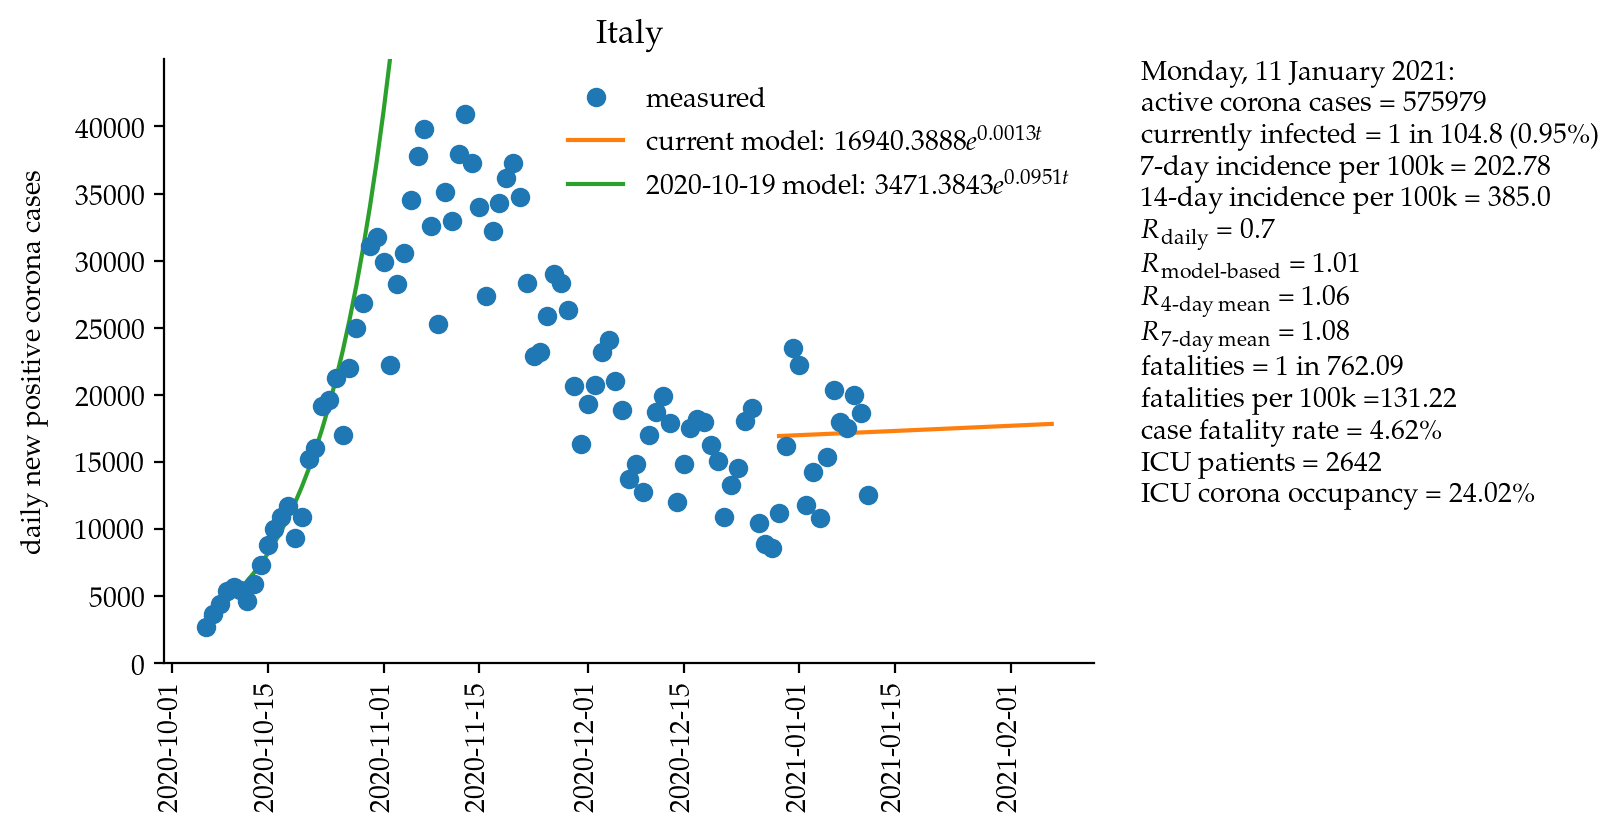 Italy
daily new positive corona cases
40000
35000
30000
25000
20000
15000
10000
5000
0
2020-10-01
2020-10-15
2020-11-01
2020-11-15
2020-12-01
2020-12-15
2021-01-01
2021-01-15
2021-02-01
measured
current model: 16940.3888e^0.0013t
2020-10-19 model: 3471.3843e^0.0951t
Monday, 11 January 2021:
active corona cases = 575979
currently infected = 1 in 104.8 (0.95%)
7-day incidence per 100k = 202.78
14-day incidence per 100k = 385.0
R_daily = 0.7
R_model-based = 1.01
R_4-day mean = 1.06
R_7-day mean = 1.08
fatalities = 1 in 762.09
fatalities per 100k =131.22
case fatality rate = 4.62%
ICU patients = 2642
ICU corona occupancy = 24.02%